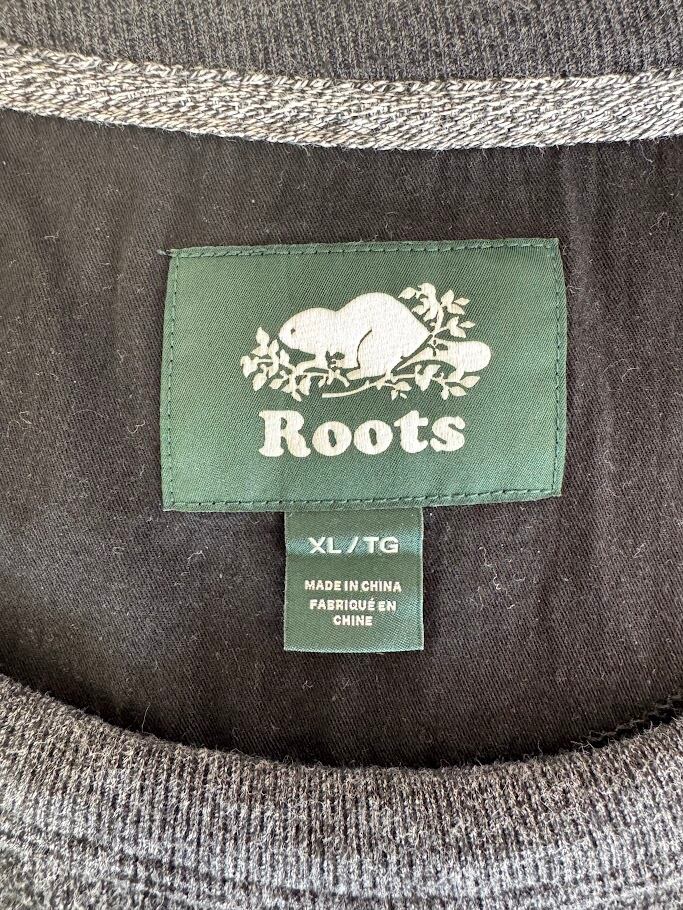 Roots
XL/TG
MADE IN CHINA
FABRIQUÉ EN
CHINE